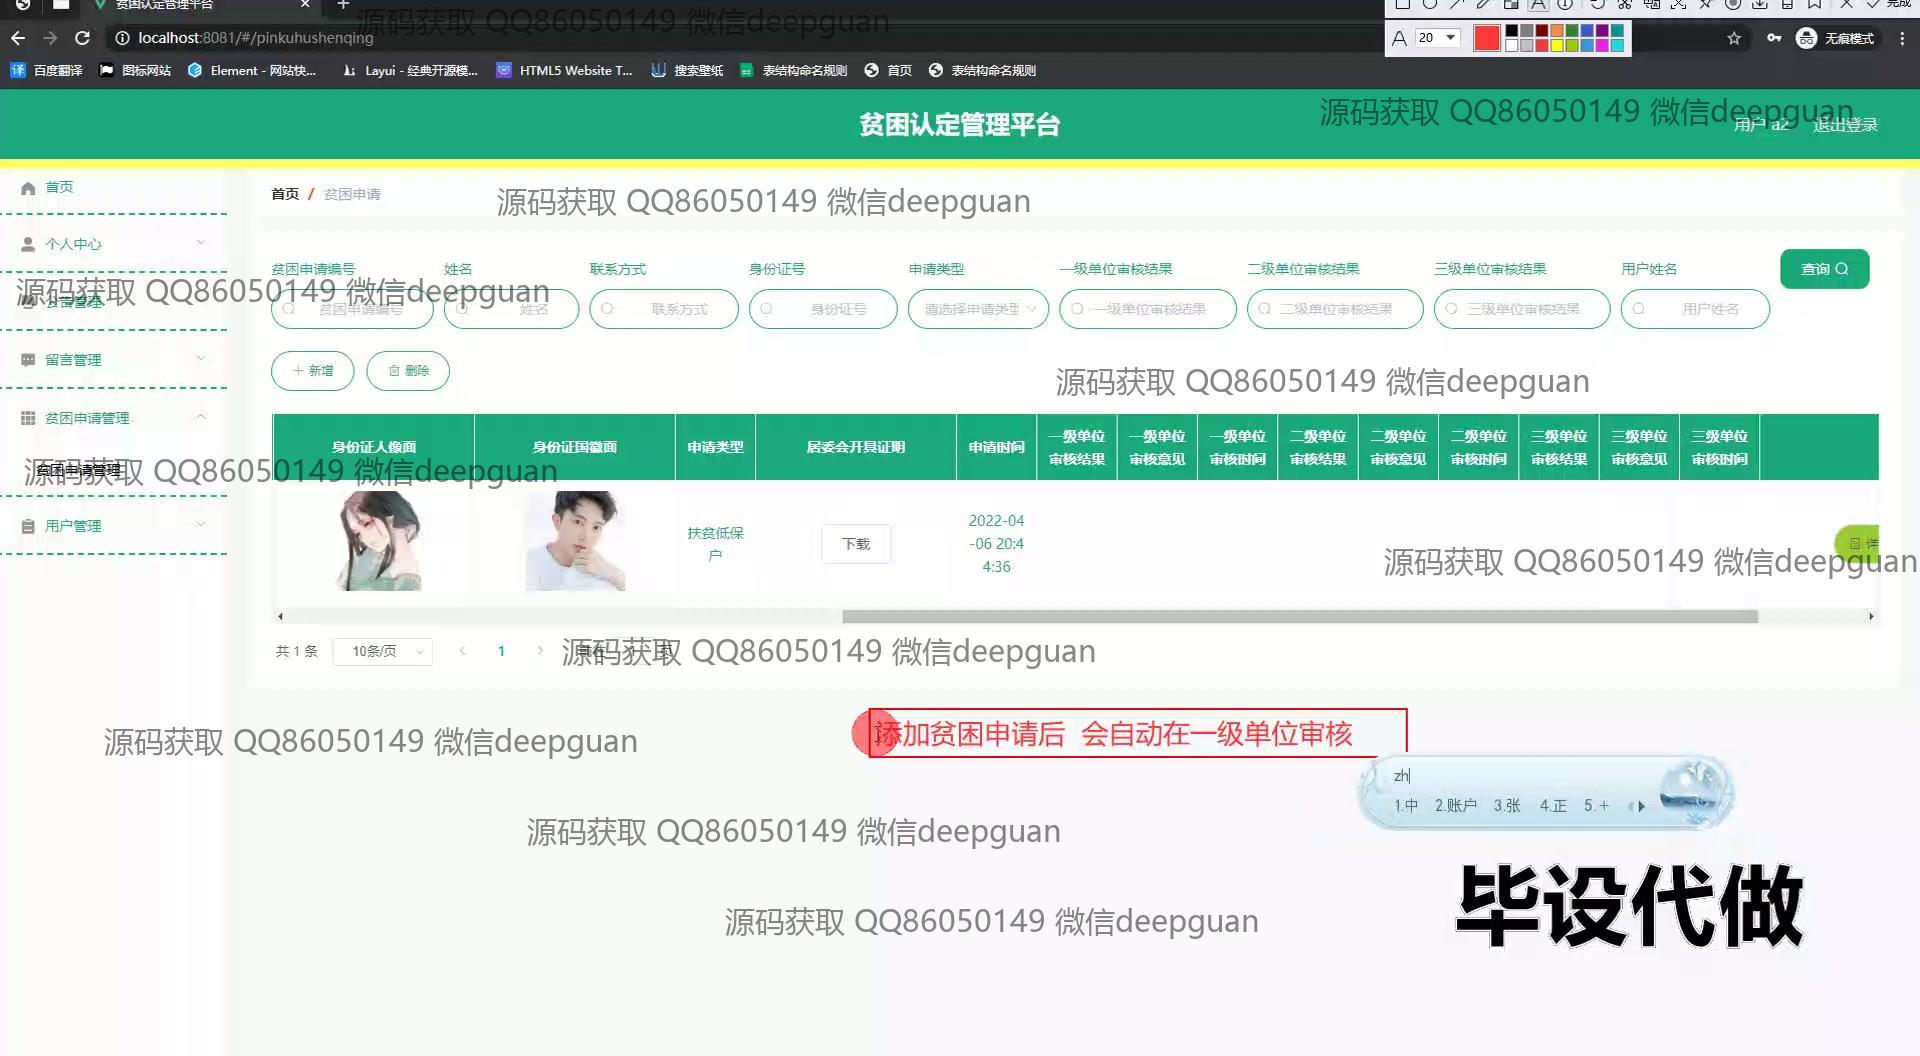 贫困认定管理平台
完成
localhost:8081/#/pinkuhushenqing
源码获取 QQ86050149 微信deepguan
A 20
无痕模式
百度翻译 图标网站 Element - 网站快... Layui - 经典开源模... HTML5 Website T... 搜索壁纸 表结构命名规则 首页 表结构命名规则
贫困认定管理平台
源码获取 QQ86050149 微信deepguan
用户 a2 退出登录
首页
首页 / 贫困申请
源码获取 QQ86050149 微信deepguan
个人中心
贫困申请编号 姓名 联系方式 身份证号 申请类型 一级单位审核结果 二级单位审核结果 三级单位审核结果 用户姓名 查询
源码获取 QQ86050149 微信deepguan
贫困申请编号 姓名 联系方式 身份证号 请选择申请类型 一级单位审核结果 二级单位审核结果 三级单位审核结果 用户姓名
留言管理
新增 删除
源码获取 QQ86050149 微信deepguan
贫困申请管理
身份证人像面 身份证国徽面 申请类型 居委会开具证明 申请时间 一级单位审核结果 一级单位审核意见 一级单位审核时间 二级单位审核结果 二级单位审核意见 二级单位审核时间 三级单位审核结果 三级单位审核意见 三级单位审核时间
贫困申请管理
源码获取 QQ86050149 微信deepguan
用户管理
扶贫低保户
下载
2022-04
-06 20:4
4:36
详
源码获取 QQ86050149 微信deepguan
共 1 条 10条/页 1
源码获取 QQ86050149 微信deepguan
添加贫困申请后 会自动在一级单位审核
源码获取 QQ86050149 微信deepguan
zh
1.中 2.账户 3.张 4.正 5.十
源码获取 QQ86050149 微信deepguan
毕设代做
源码获取 QQ86050149 微信deepguan